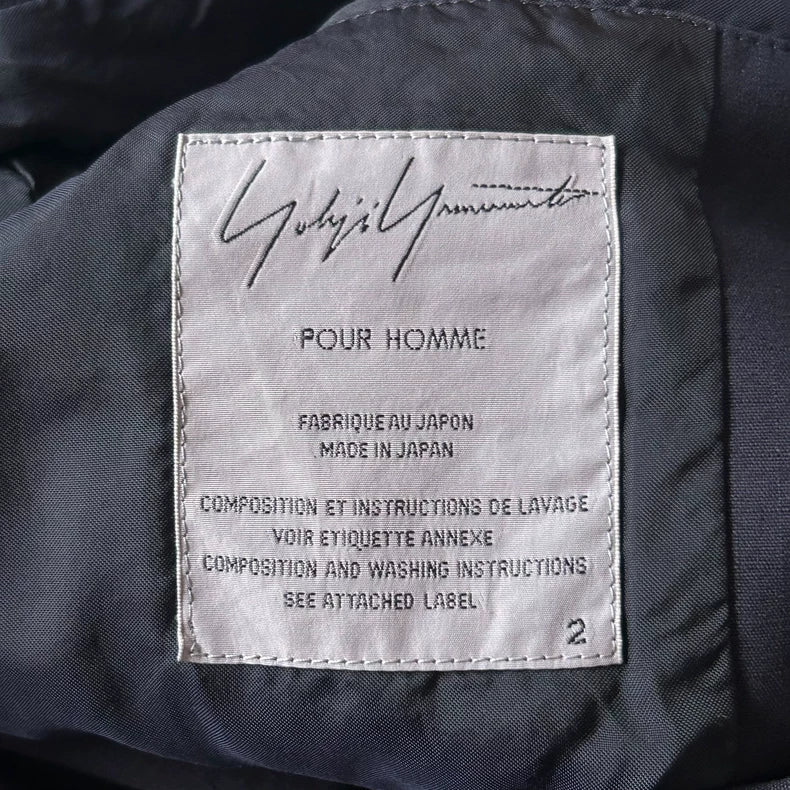 Yohji Yamamoto
POUR HOMME
FABRIQUE AU JAPON
MADE IN JAPAN
COMPOSITION ET INSTRUCTIONS DE LAVAGE
VOIR ETIQUETTE ANNEXE
COMPOSITION AND WASHING INSTRUCTIONS
SEE ATTACHED LABEL
2